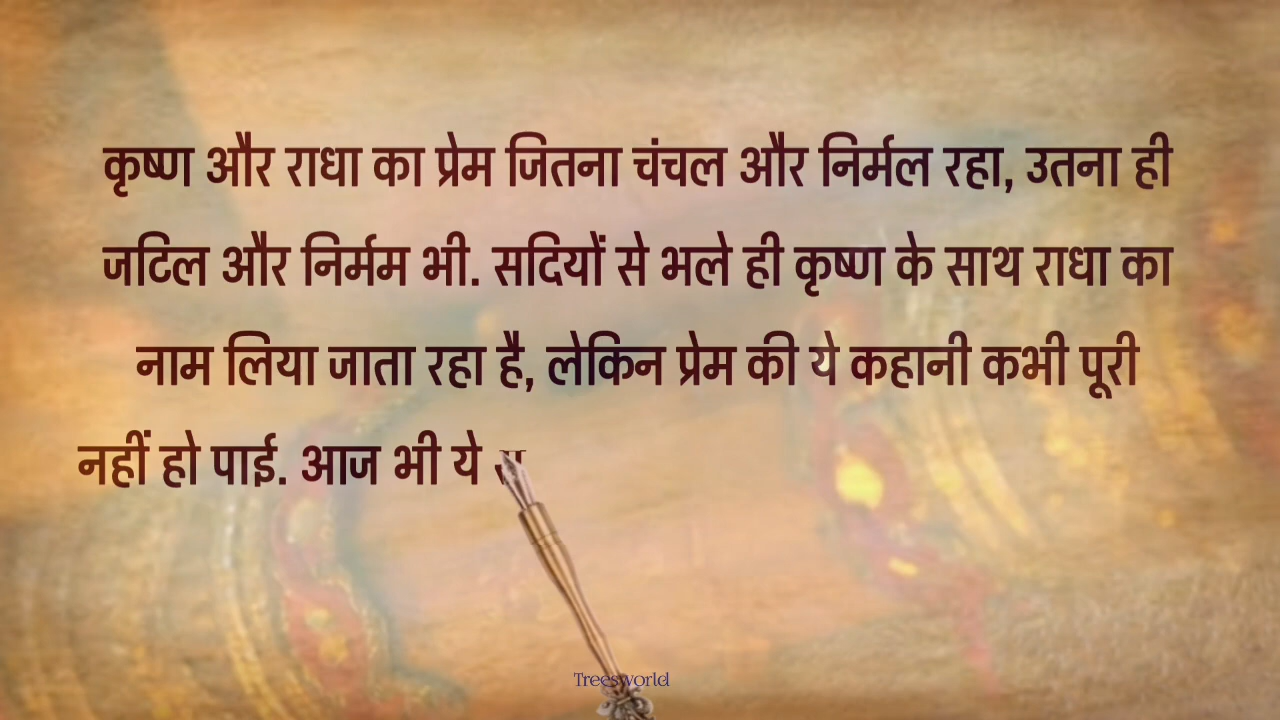 कृष्ण और राधा का प्रेम जितना चंचल और निर्मल रहा, उतना ही
जटिल और निर्मम भी. सदियों से भले ही कृष्ण के साथ राधा का
नाम लिया जाता रहा है, लेकिन प्रेम की ये कहानी कभी पूरी
नहीं हो पाई. आज भी ये
Treesworld